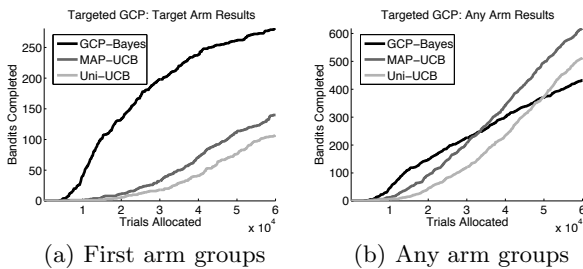 Targeted GCP: Target Arm Results
Bandits Completed
250
200
150
100
50
0
GCP−Bayes
MAP−UCB
Uni−UCB
1 2 3 4 5 6
Trials Allocated
x 10^4
(a) First arm groups
Targeted GCP: Any Arm Results
Bandits Completed
600
500
400
300
200
100
0
GCP−Bayes
MAP−UCB
Uni−UCB
1 2 3 4 5 6
Trials Allocated
x 10^4
(b) Any arm groups